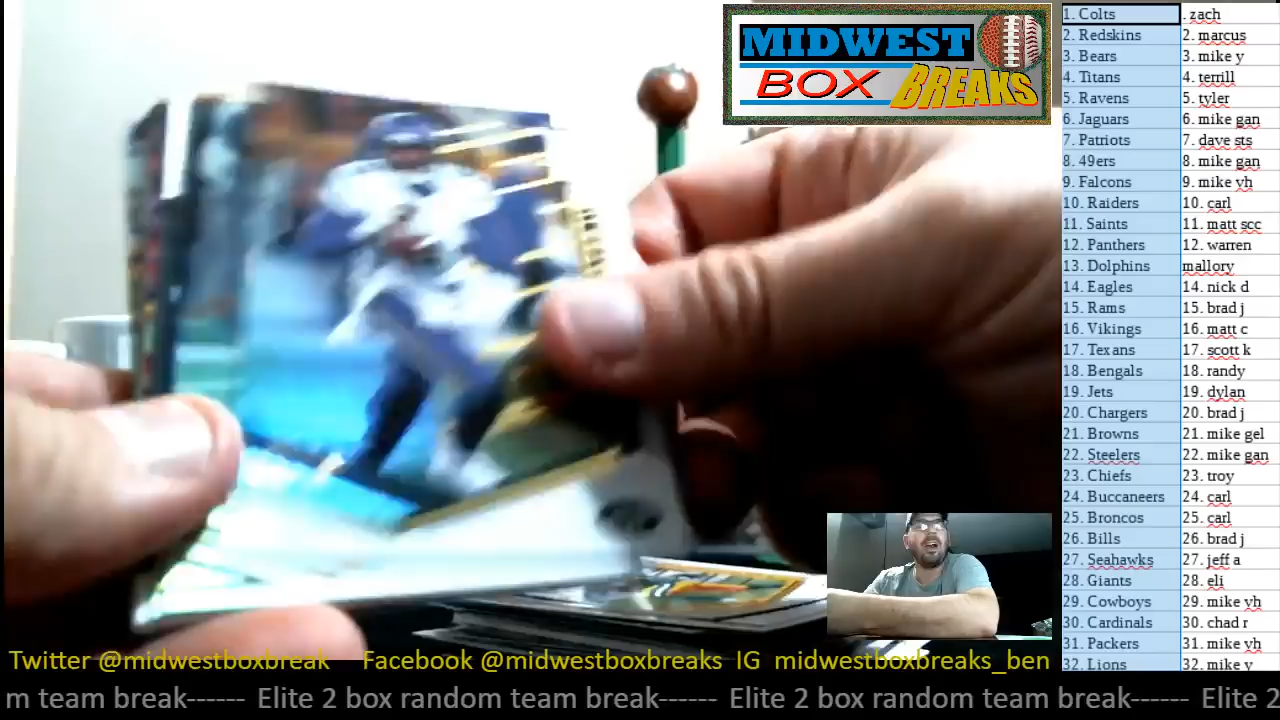 MIDWEST
BOX BREAKS
1. Colts . zach
2. Redskins 2. marcus
3. Bears 3. mike y
4. Titans 4. terrill
5. Ravens 5. tyler
6. Jaguars 6. mike gan
7. Patriots 7. dave sts
8. 49ers 8. mike gan
9. Falcons 9. mike vh
10. Raiders 10. carl
11. Saints 11. matt scc
12. Panthers 12. warren
13. Dolphins mallory
14. Eagles 14. nick d
15. Rams 15. brad j
16. Vikings 16. matt c
17. Texans 17. scott k
18. Bengals 18. randy
19. Jets 19. dylan
20. Chargers 20. brad j
21. Browns 21. mike gel
22. Steelers 22. mike gan
23. Chiefs 23. troy
24. Buccaneers 24. carl
25. Broncos 25. carl
26. Bills 26. brad j
27. Seahawks 27. jeff a
28. Giants 28. eli
29. Cowboys 29. mike vh
30. Cardinals 30. chad r
31. Packers 31. mike vh
32. Lions 32. mike y
Twitter @midwestboxbreak Facebook @midwestboxbreaks IG midwestboxbreaks_ben
m team break------ Elite 2 box random team break------ Elite 2 box random team break------ Elite 2